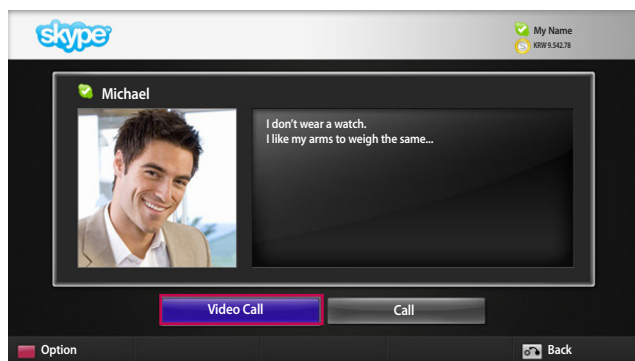 skype
My Name
S KRW 9.542.78
Michael
I don't wear a watch.
I like my arms to weigh the same...
Video Call
Call
Option
Back